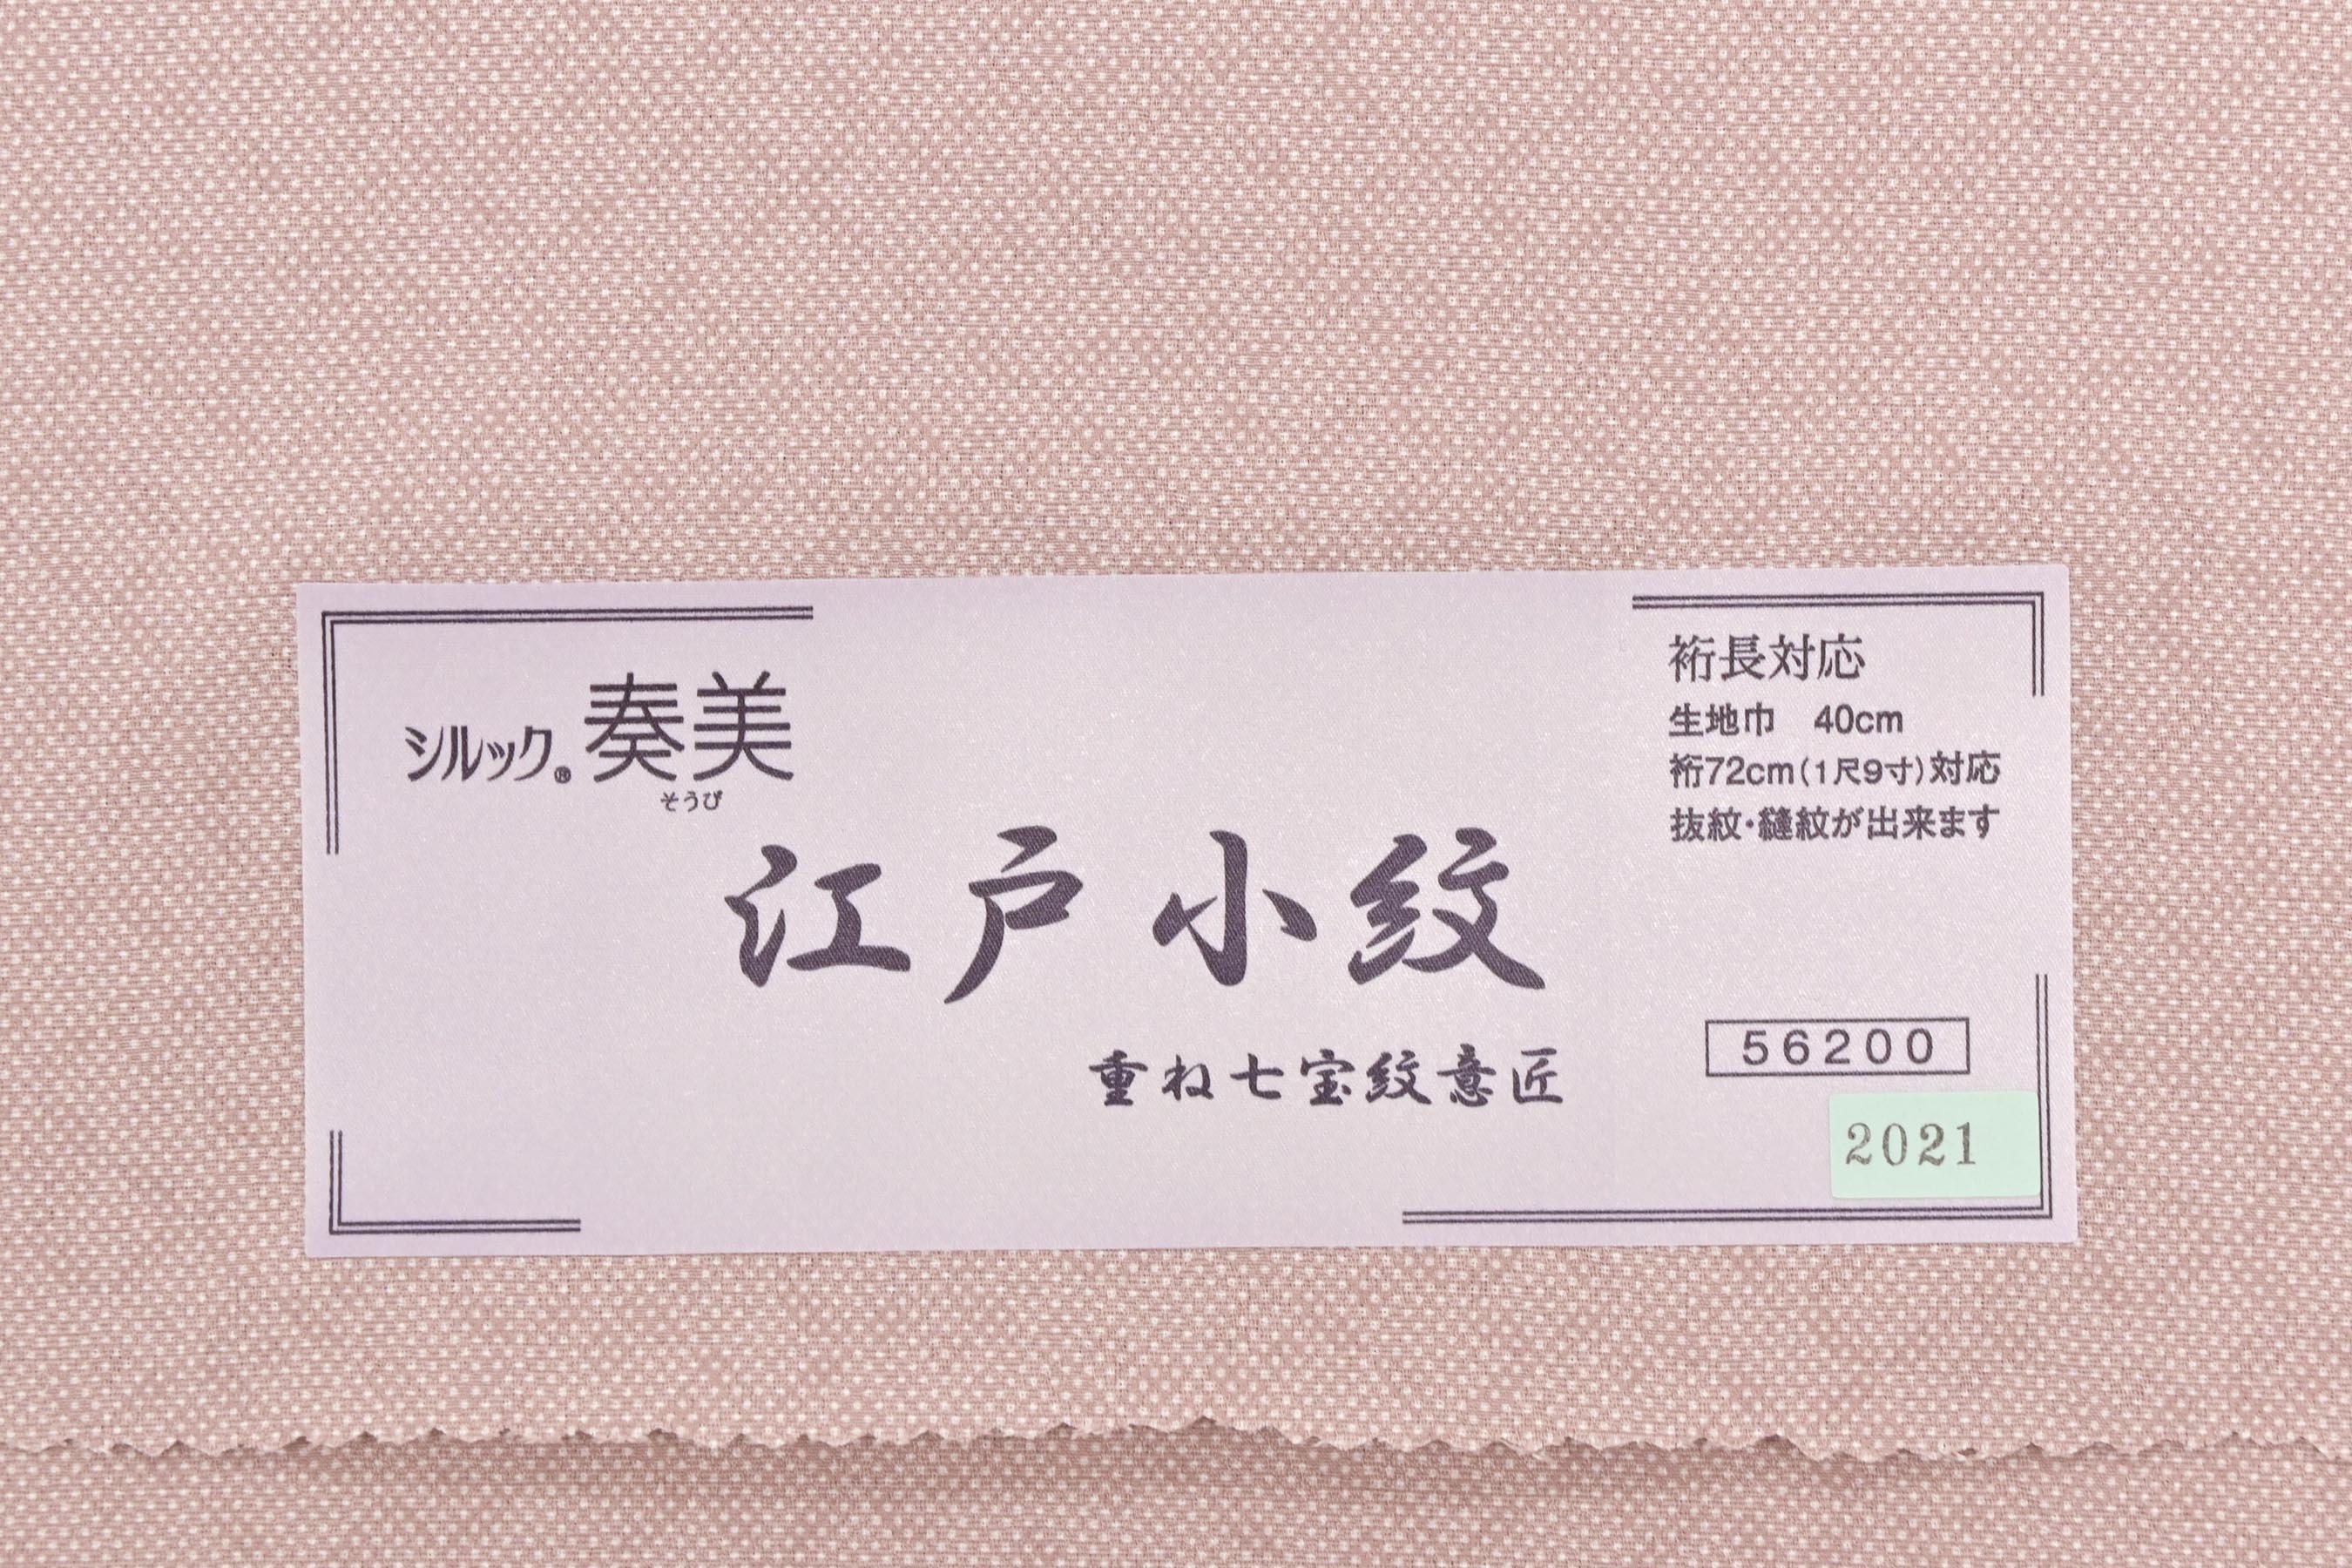 シルック®奏美
そうび
江戸小紋
重ね七宝紋意匠
裄長対応
生地巾 40cm
裄72cm(1尺9寸)対応
抜紋・縫紋が出来ます
56200
2021